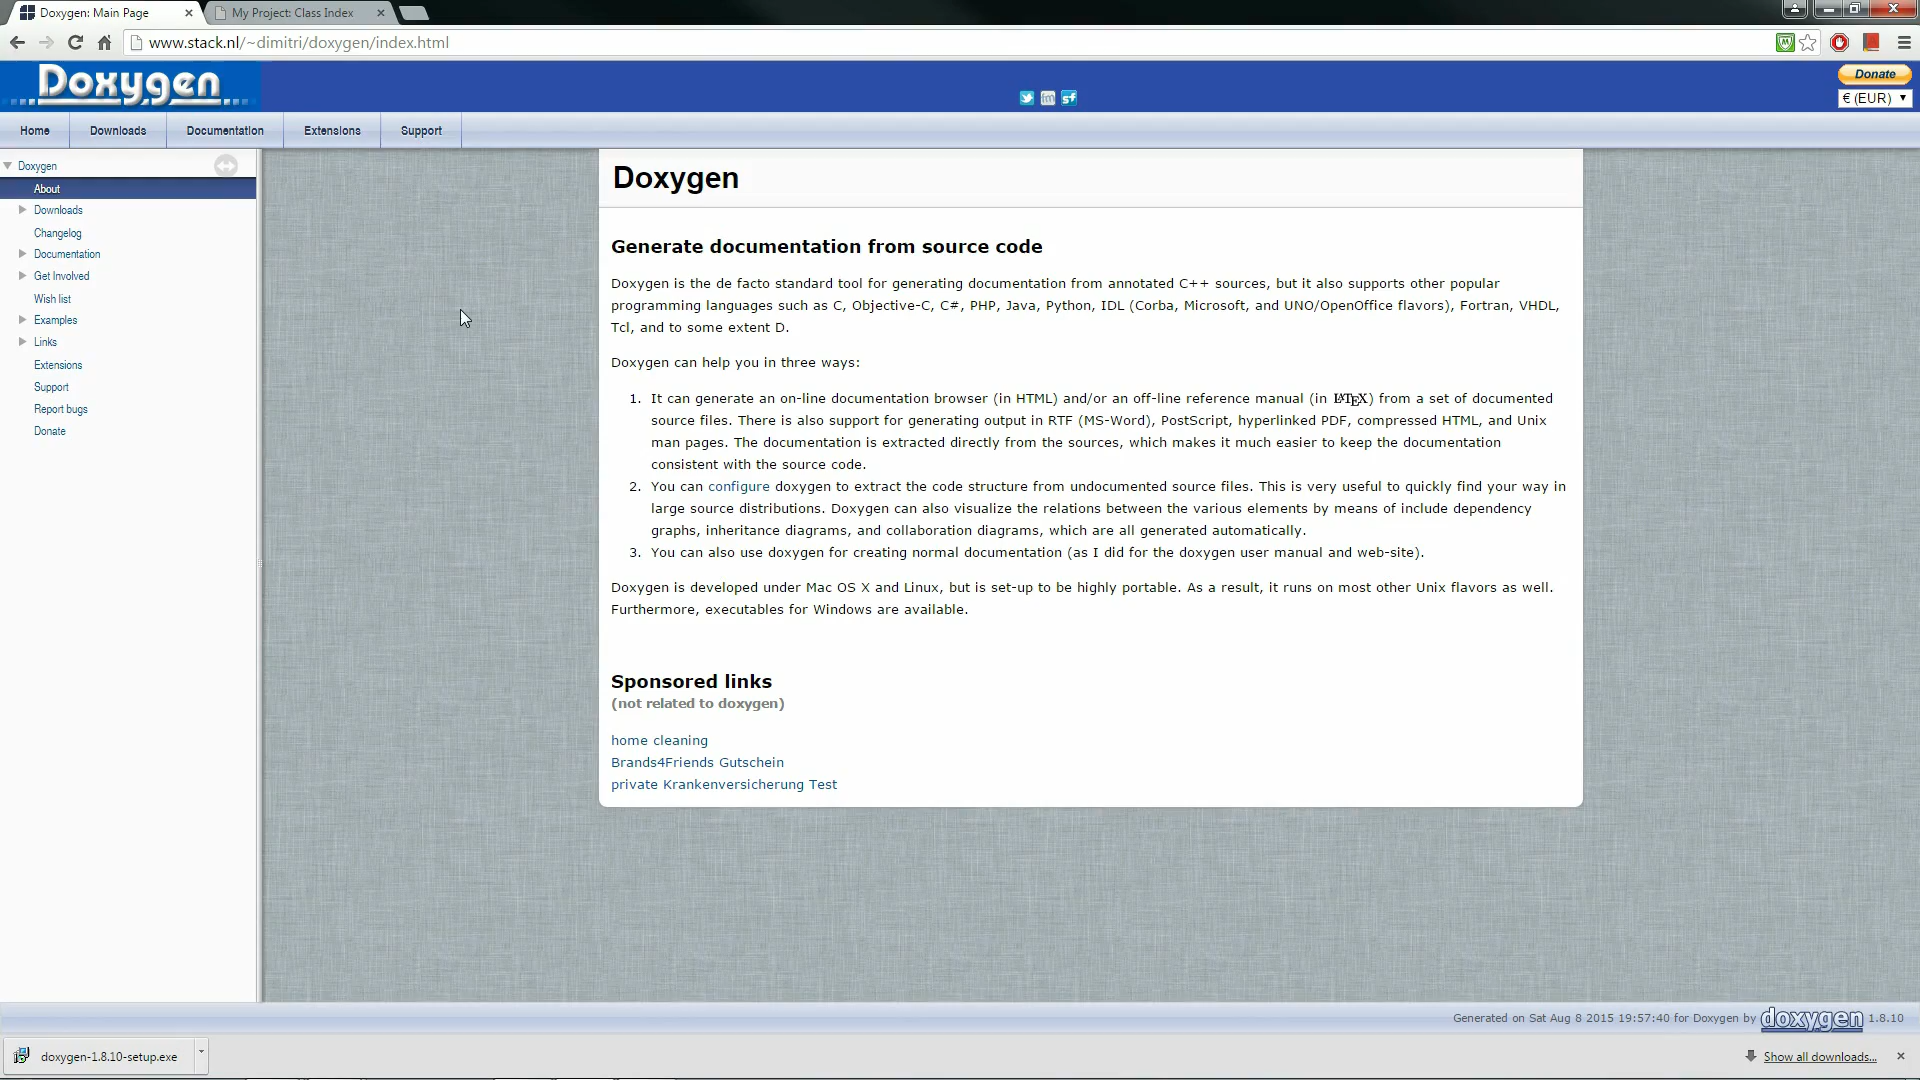 Doxygen: Main Page
My Project: Class Index
www.stack.nl/~dimitri/doxygen/index.html
Doxygen
Donate
€ (EUR)
Home
Downloads
Documentation
Extensions
Support
Doxygen
About
Downloads
Changelog
Documentation
Get Involved
Wish list
Examples
Links
Extensions
Support
Report bugs
Donate
Doxygen
Generate documentation from source code
Doxygen is the de facto standard tool for generating documentation from annotated C++ sources, but it also supports other popular
programming languages such as C, Objective-C, C#, PHP, Java, Python, IDL (Corba, Microsoft, and UNO/OpenOffice flavors), Fortran, VHDL,
Tcl, and to some extent D.
Doxygen can help you in three ways:
1. It can generate an on-line documentation browser (in HTML) and/or an off-line reference manual (in LATEX) from a set of documented
source files. There is also support for generating output in RTF (MS-Word), PostScript, hyperlinked PDF, compressed HTML, and Unix
man pages. The documentation is extracted directly from the sources, which makes it much easier to keep the documentation
consistent with the source code.
2. You can configure doxygen to extract the code structure from undocumented source files. This is very useful to quickly find your way in
large source distributions. Doxygen can also visualize the relations between the various elements by means of include dependency
graphs, inheritance diagrams, and collaboration diagrams, which are all generated automatically.
3. You can also use doxygen for creating normal documentation (as I did for the doxygen user manual and web-site).
Doxygen is developed under Mac OS X and Linux, but is set-up to be highly portable. As a result, it runs on most other Unix flavors as well.
Furthermore, executables for Windows are available.
Sponsored links
(not related to doxygen)
home cleaning
Brands4Friends Gutschein
private Krankenversicherung Test
Generated on Sat Aug 8 2015 19:57:40 for Doxygen by doxygen 1.8.10
doxygen-1.8.10-setup.exe
Show all downloads...